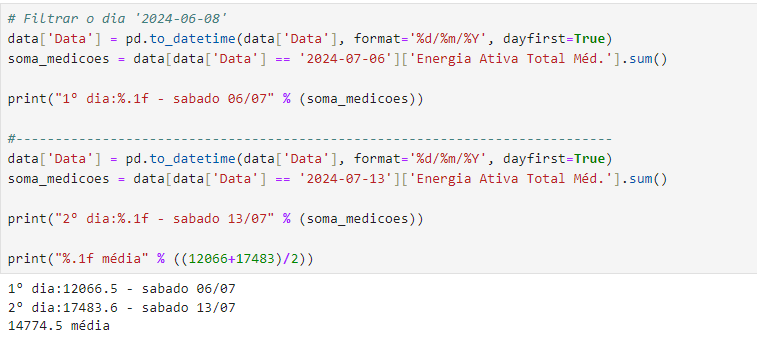 # Filtrar o dia '2024-06-08'
data['Data'] = pd.to_datetime(data['Data'], format='%d/%m/%Y', dayfirst=True)
soma_medicoes = data[data['Data'] == '2024-07-06']['Energia Ativa Total Méd.'].sum()
print("1º dia:%.1f - sabado 06/07" % (soma_medicoes))
#-------------------------------------------------------------------------
data['Data'] = pd.to_datetime(data['Data'], format='%d/%m/%Y', dayfirst=True)
soma_medicoes = data[data['Data'] == '2024-07-13']['Energia Ativa Total Méd.'].sum()
print("2º dia:%.1f - sabado 13/07" % (soma_medicoes))
print("%.1f média" % ((12066+17483)/2))
1º dia:12066.5 - sabado 06/07
2º dia:17483.6 - sabado 13/07
14774.5 média